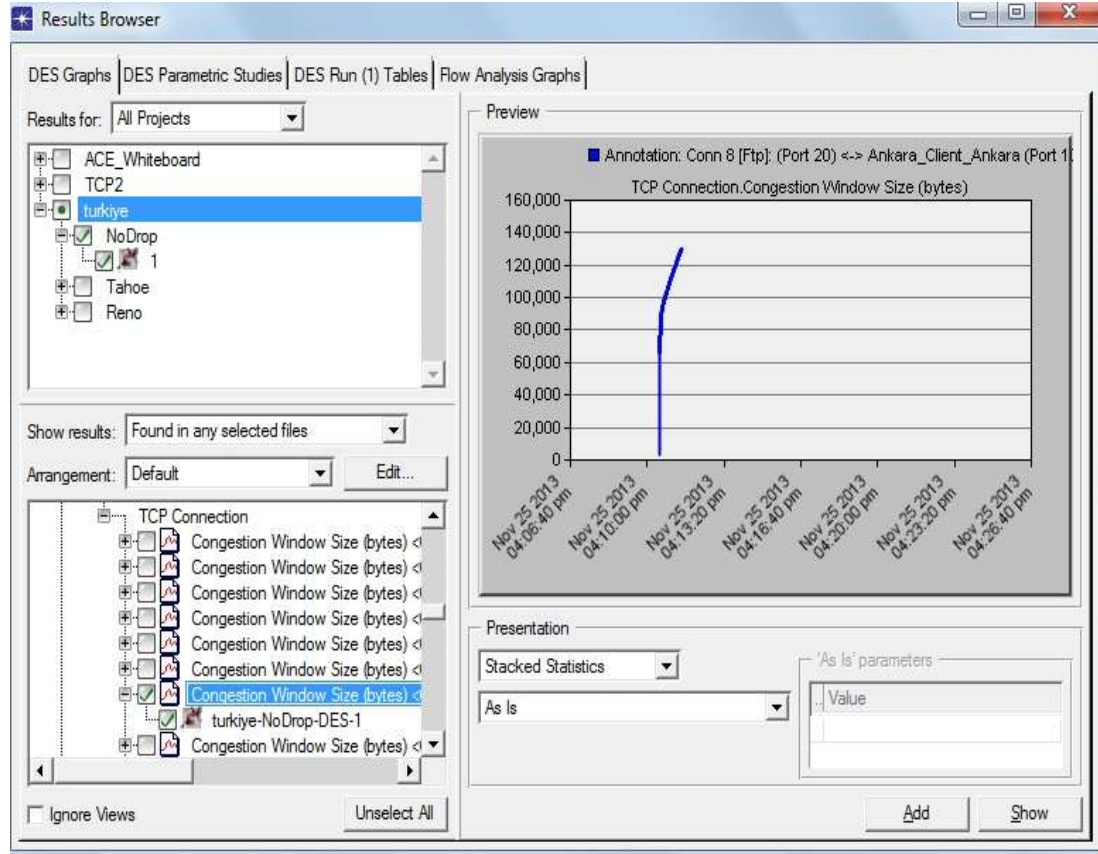 Results Browser
DES Graphs DES Parametric Studies DES Run (1) Tables Flow Analysis Graphs
Results for: All Projects
ACE_Whiteboard
TCP2
turkiye
NoDrop
1
Tahoe
Reno
Show results: Found in any selected files
Arrangement: Default Edit...
TCP Connection
Congestion Window Size (bytes) <
Congestion Window Size (bytes) <
Congestion Window Size (bytes) <
Congestion Window Size (bytes) <
Congestion Window Size (bytes) <
Congestion Window Size (bytes) <
Congestion Window Size (bytes) <
turkiye-NoDrop-DES-1
Congestion Window Size (bytes) <
Ignore Views Unselect All
Preview
Annotation: Conn 8 [Ftp]: (Port 20) <-> Ankara_Client_Ankara (Port 1
TCP Connection.Congestion Window Size (bytes)
160,000
140,000
120,000
100,000
80,000
60,000
40,000
20,000
0
Nov 25 2013
04:06:40 pm
Nov 25 2013
04:10:00 pm
Nov 25 2013
04:13:20 pm
Nov 25 2013
04:16:40 pm
Nov 25 2013
04:20:00 pm
Nov 25 2013
04:23:20 pm
Nov 25 2013
04:26:40 pm
Presentation
Stacked Statistics
As Is
'As Is' parameters
... Value
Add Show